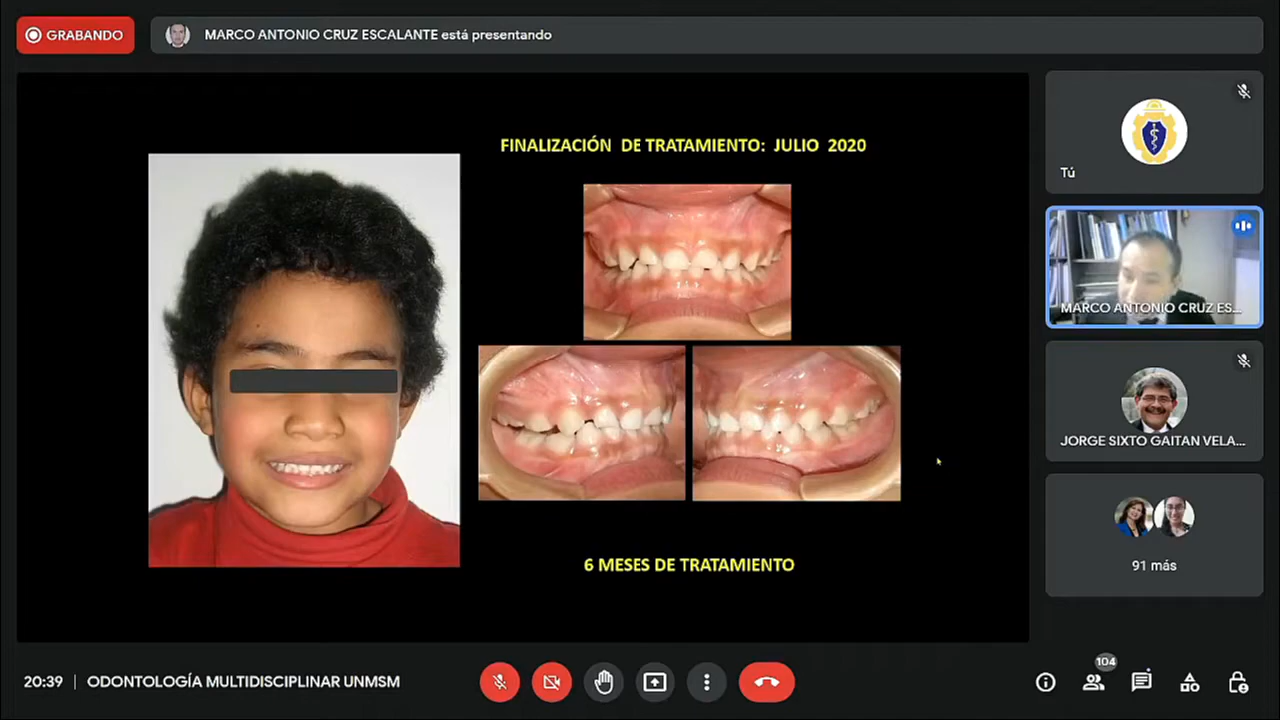 GRABANDO
MARCO ANTONIO CRUZ ESCALANTE está presentando
FINALIZACIÓN DE TRATAMIENTO: JULIO 2020
6 MESES DE TRATAMIENTO
Tú
MARCO ANTONIO CRUZ ES...
JORGE SIXTO GAITAN VELA...
91 más
20:39 | ODONTOLOGÍA MULTIDISCIPLINAR UNMSM
104